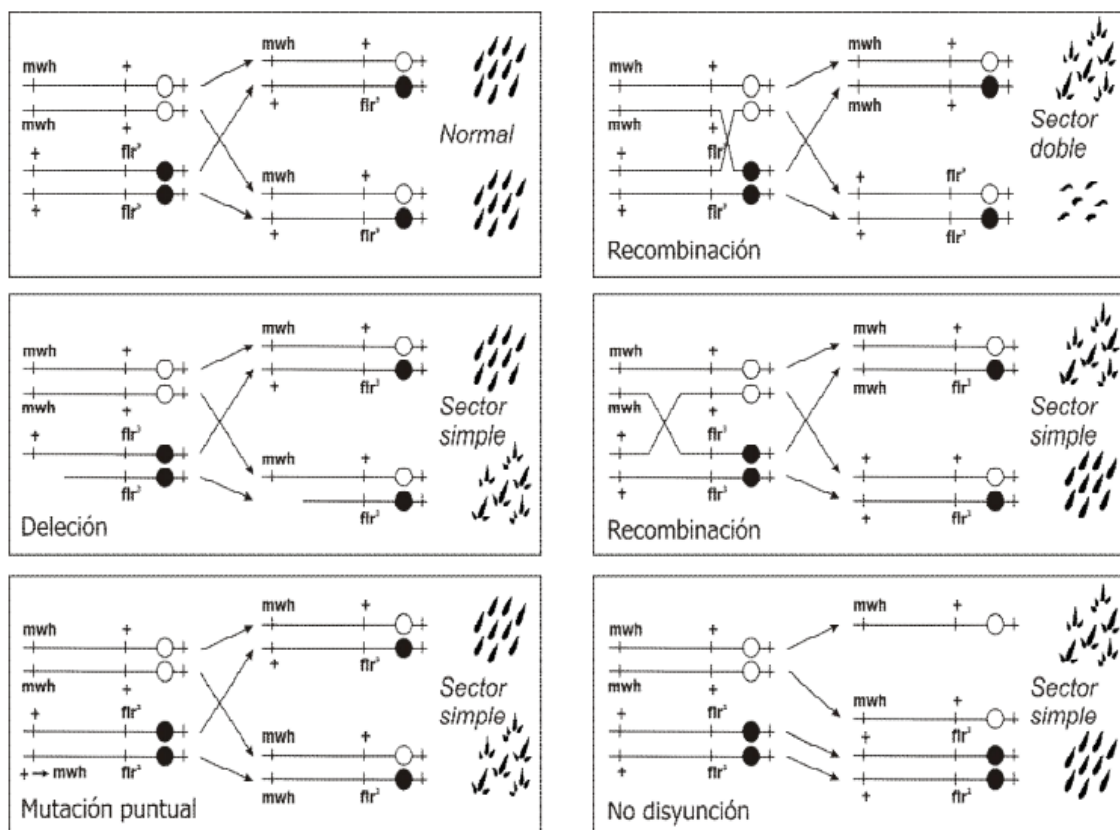 mwh +
mwh +
+ flr³
+
flr³
mwh +
+ flr³
mwh +
+ flr³
Normal
mwh +
mwh +
+ flr³
+
flr³
mwh +
mwh +
+ flr³
+ flr³
Sector
doble
Recombinación
mwh +
mwh +
+ flr³
flr³
mwh +
+ flr³
mwh +
flr³
Sector
simple
Deleción
mwh +
mwh +
+ flr³
+ flr³
mwh +
mwh flr³
+ +
+ flr³
Sector
simple
Recombinación
mwh +
mwh +
+ flr³
+ → mwh flr³
mwh +
+ flr³
mwh +
mwh flr³
Sector
simple
Mutación puntual
mwh +
mwh +
+ flr³
+ flr³
mwh +
mwh +
+ flr³
+ flr³
Sector
simple
No disyunción